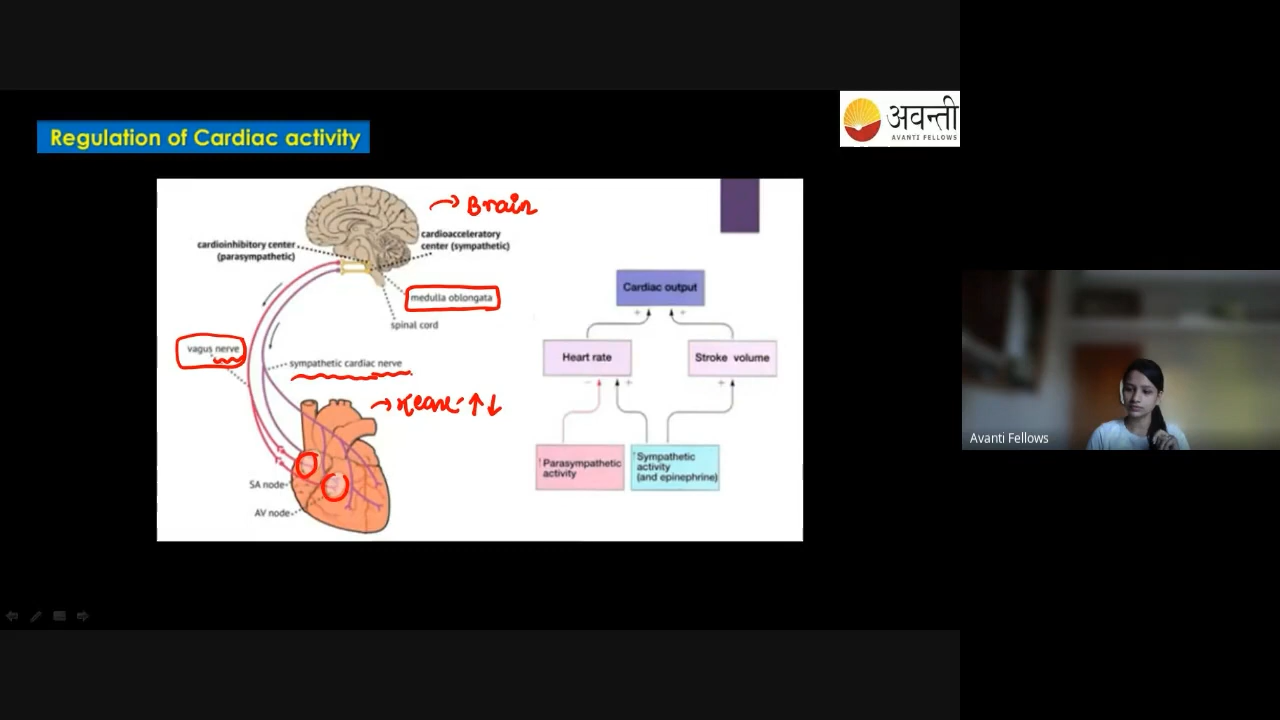 Regulation of Cardiac activity
अवन्ती
AVANTI FELLOWS
Brain
cardioinhibitory center
(parasympathetic)
cardioacceleratory
center (sympathetic)
medulla oblongata
spinal cord
vagus nerve
sympathetic cardiac nerve
↑↓
SA node
AV node
Cardiac output
+ +
Heart rate
Stroke volume
− + +
↑ Parasympathetic
activity
↑ Sympathetic
activity
(and epinephrine)
Avanti Fellows